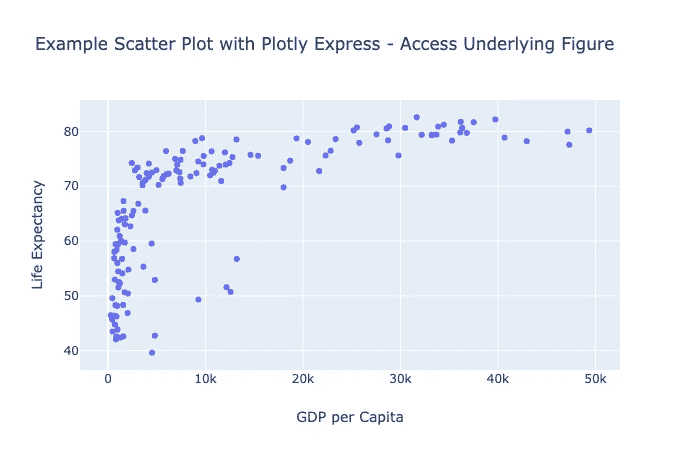 Example Scatter Plot with Plotly Express - Access Underlying Figure
80
70
60
50
40
Life Expectancy
0 10k 20k 30k 40k 50k
GDP per Capita